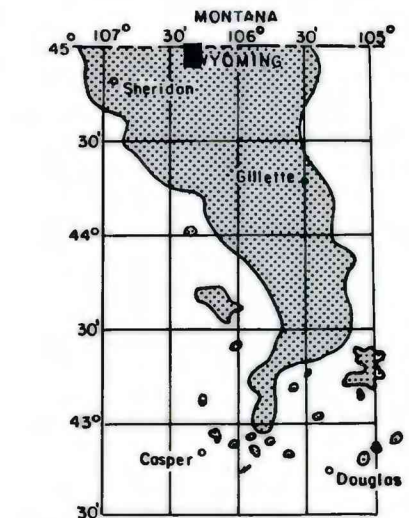 MONTANA
45° 107° 30' 106° 30' 105°
WYOMING
Sheridan
30'
Gillette
44°
30'
43°
Casper
Douglas
30'